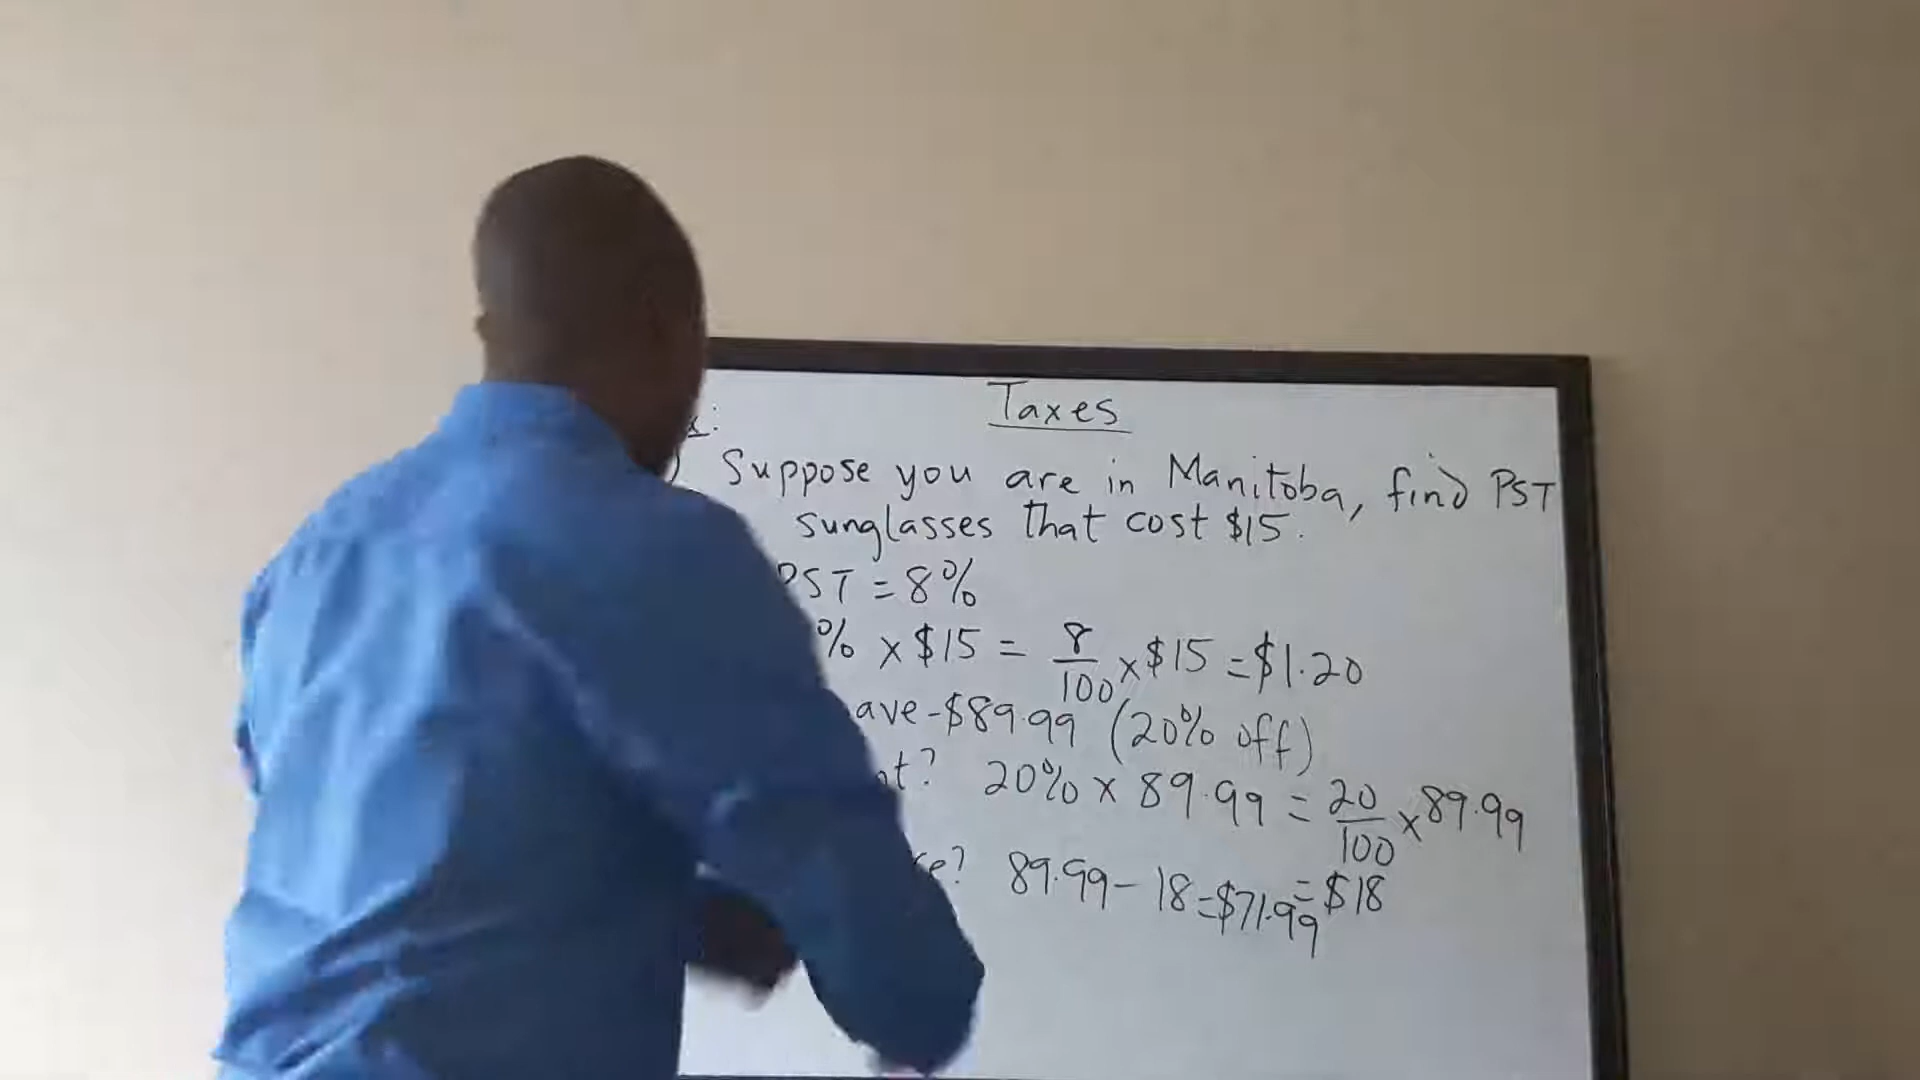 Taxes
Suppose you are in Manitoba, find PST
sunglasses that cost $15.
PST = 8%
% x $15 = 8/100 x $15 = $1.20
ave - $89.99 (20% off)
nt? 20% x 89.99 = 20/100 x 89.99
= $18
ce? 89.99 - 18 = $71.99